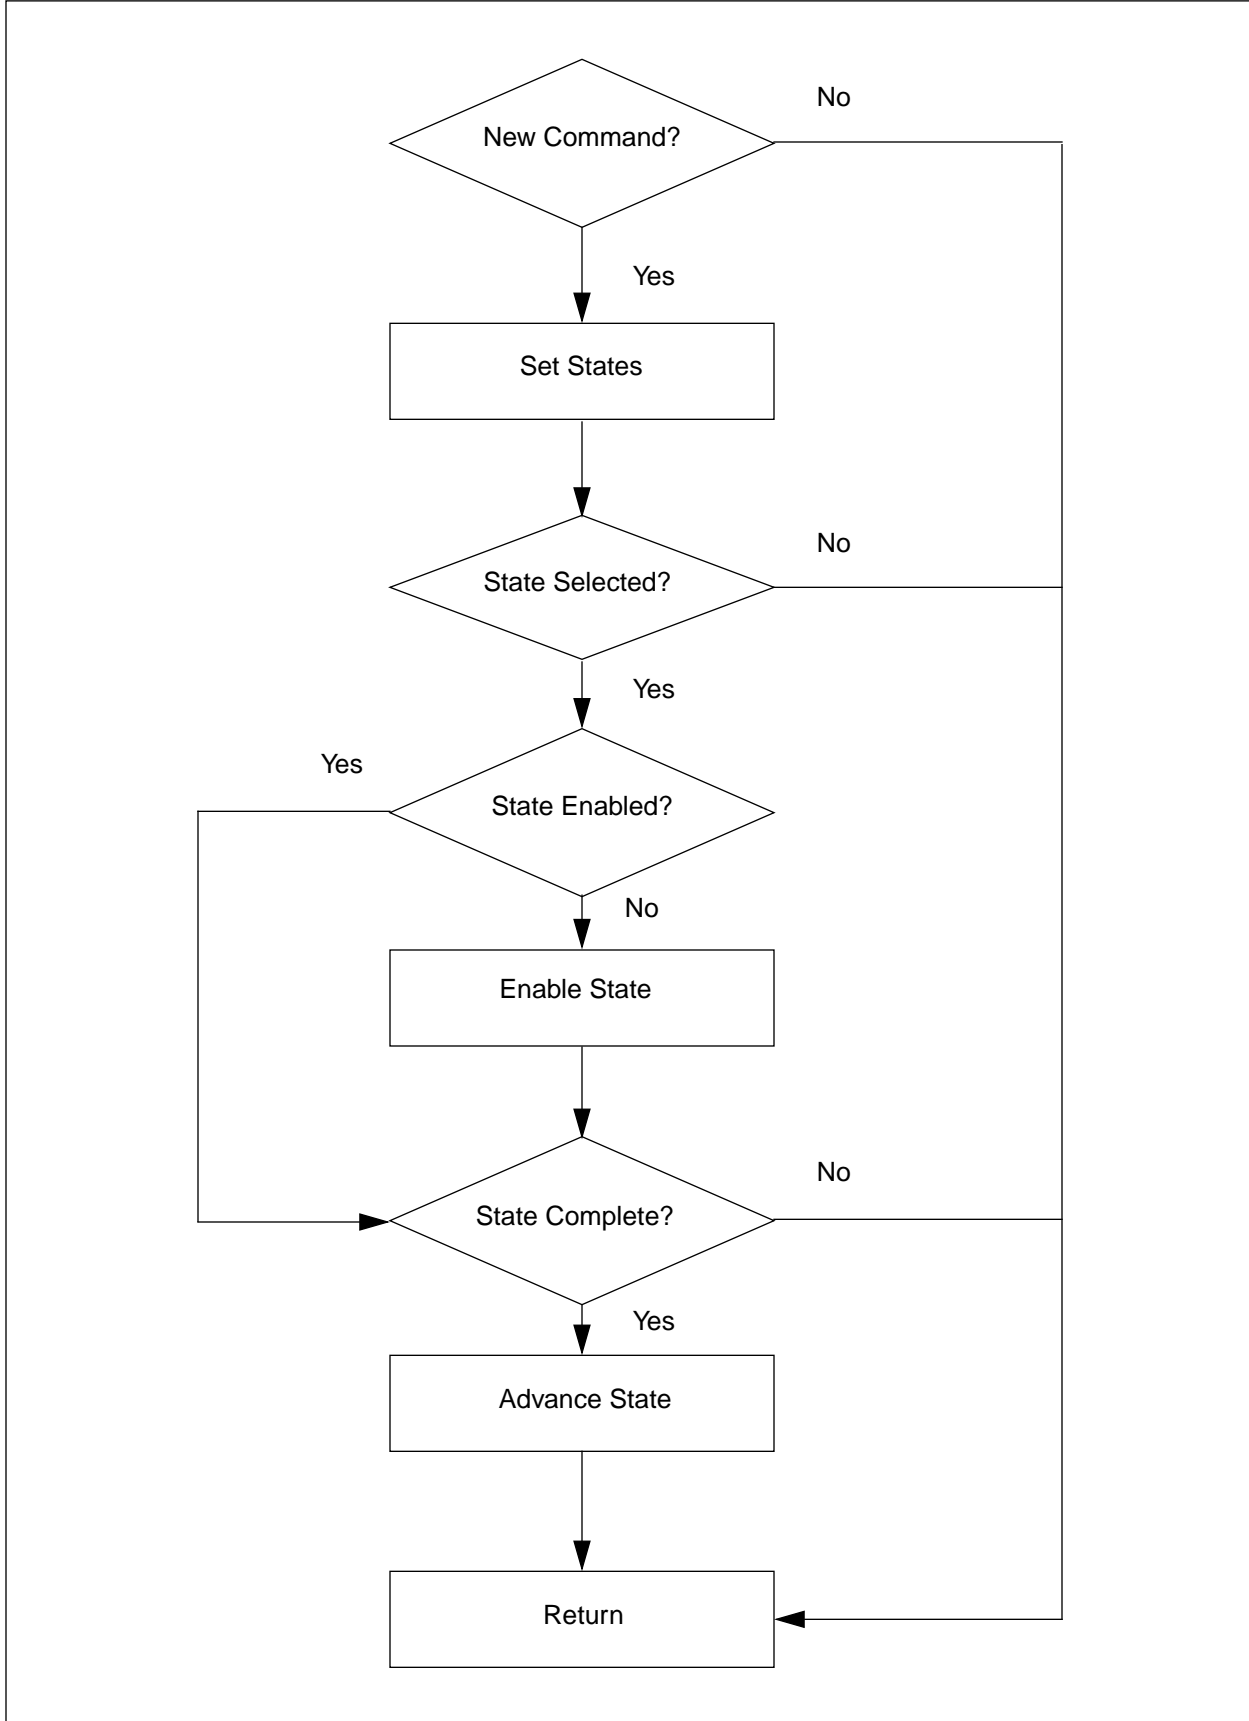 No
New Command?
Yes
Set States
No
State Selected?
Yes
Yes
State Enabled?
No
Enable State
No
State Complete?
Yes
Advance State
Return